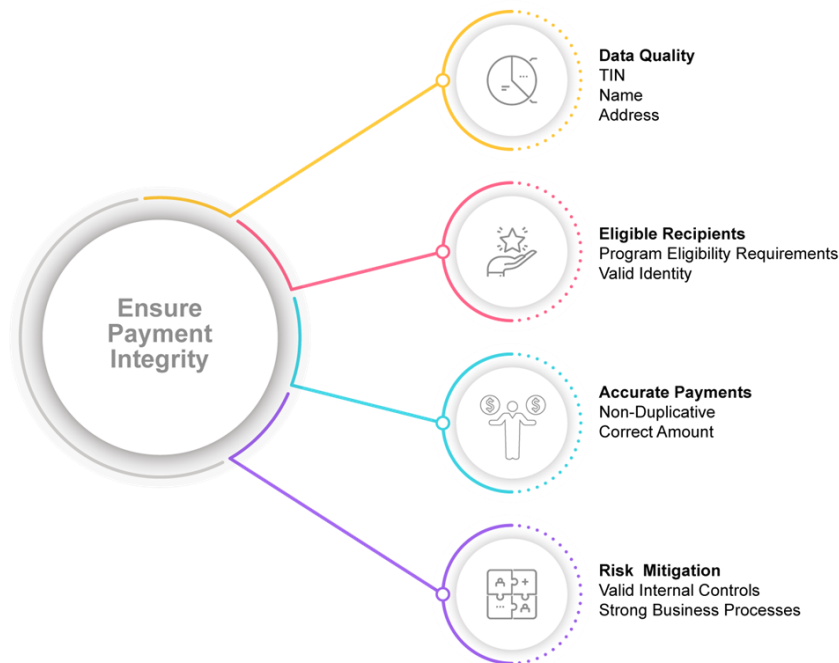 Ensure
Payment
Integrity
Data Quality
TIN
Name
Address
Eligible Recipients
Program Eligibility Requirements
Valid Identity
$ $
Accurate Payments
Non-Duplicative
Correct Amount
Risk Mitigation
Valid Internal Controls
Strong Business Processes